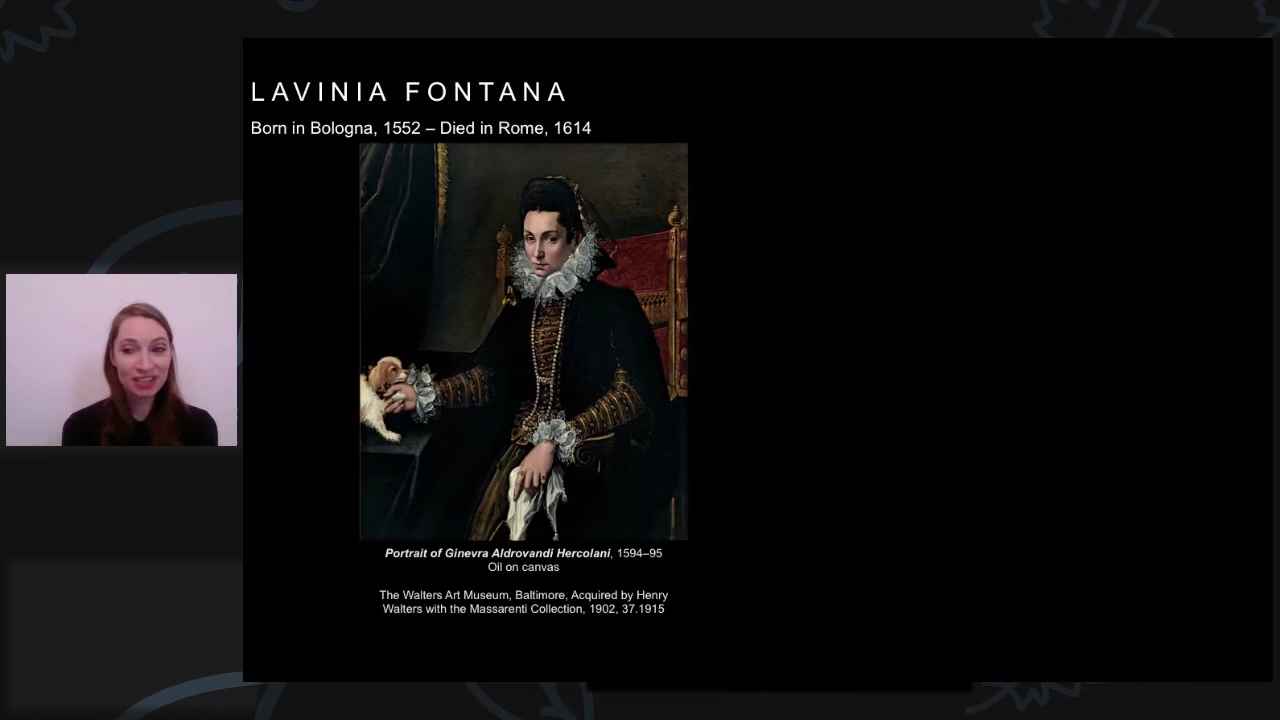 LAVINIA FONTANA
Born in Bologna, 1552 – Died in Rome, 1614
Portrait of Ginevra Aldrovandi Hercolani, 1594–95
Oil on canvas
The Walters Art Museum, Baltimore, Acquired by Henry
Walters with the Massarenti Collection, 1902, 37.1915